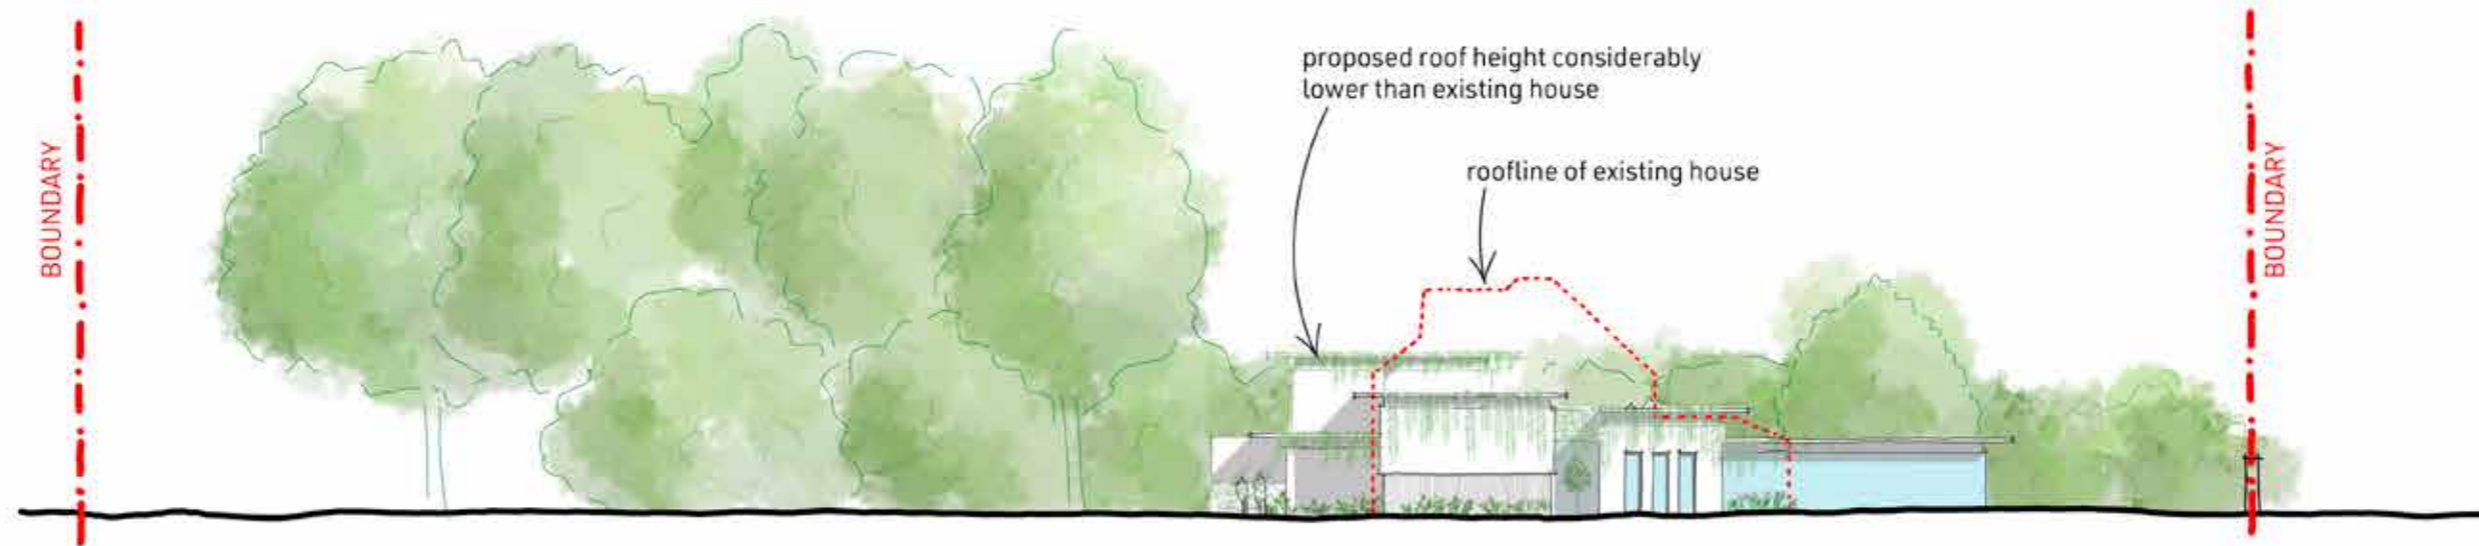 proposed roof height considerably
lower than existing house
roofline of existing house
BOUNDARY
BOUNDARY